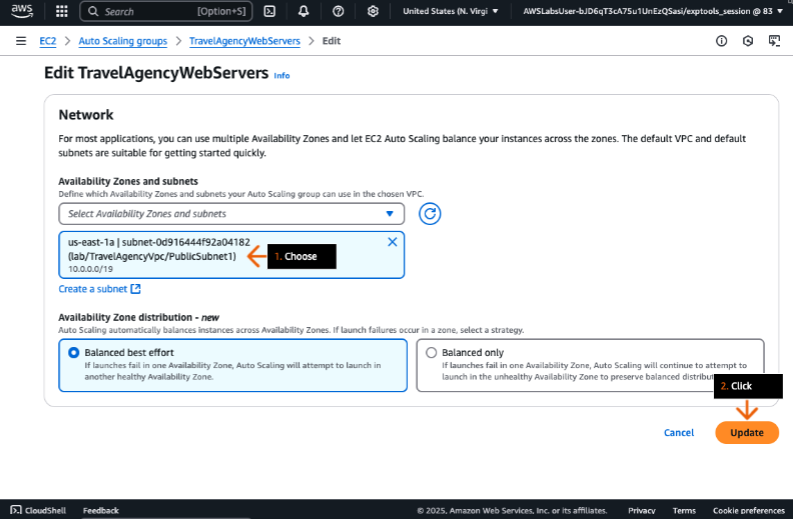 aws
Search [Option+S]
United States (N. Virgi
AWSLabsUser-bJD6qT3cA75u1UnEzQSasi/exptools_session @ 83
EC2 > Auto Scaling groups > TravelAgencyWebServers > Edit
Edit TravelAgencyWebServers Info
Network
For most applications, you can use multiple Availability Zones and let EC2 Auto Scaling balance your instances across the zones. The default VPC and default
subnets are suitable for getting started quickly.
Availability Zones and subnets
Define which Availability Zones and subnets your Auto Scaling group can use in the chosen VPC.
Select Availability Zones and subnets
us-east-1a | subnet-0d916444f92a04182
(lab/TravelAgencyVpc/PublicSubnet1)
10.0.0.0/19
1. Choose
Create a subnet
Availability Zone distribution - new
Auto Scaling automatically balances instances across Availability Zones. If launch failures occur in a zone, select a strategy.
Balanced best effort
If launches fail in one Availability Zone, Auto Scaling will attempt to launch in
another healthy Availability Zone.
Balanced only
If launches fail in one Availability Zone, Auto Scaling will continue to attempt to
launch in the unhealthy Availability Zone to preserve balanced distribut
2. Click
Cancel
Update
CloudShell Feedback
© 2025, Amazon Web Services, Inc. or its affiliates. Privacy Terms Cookie preferences